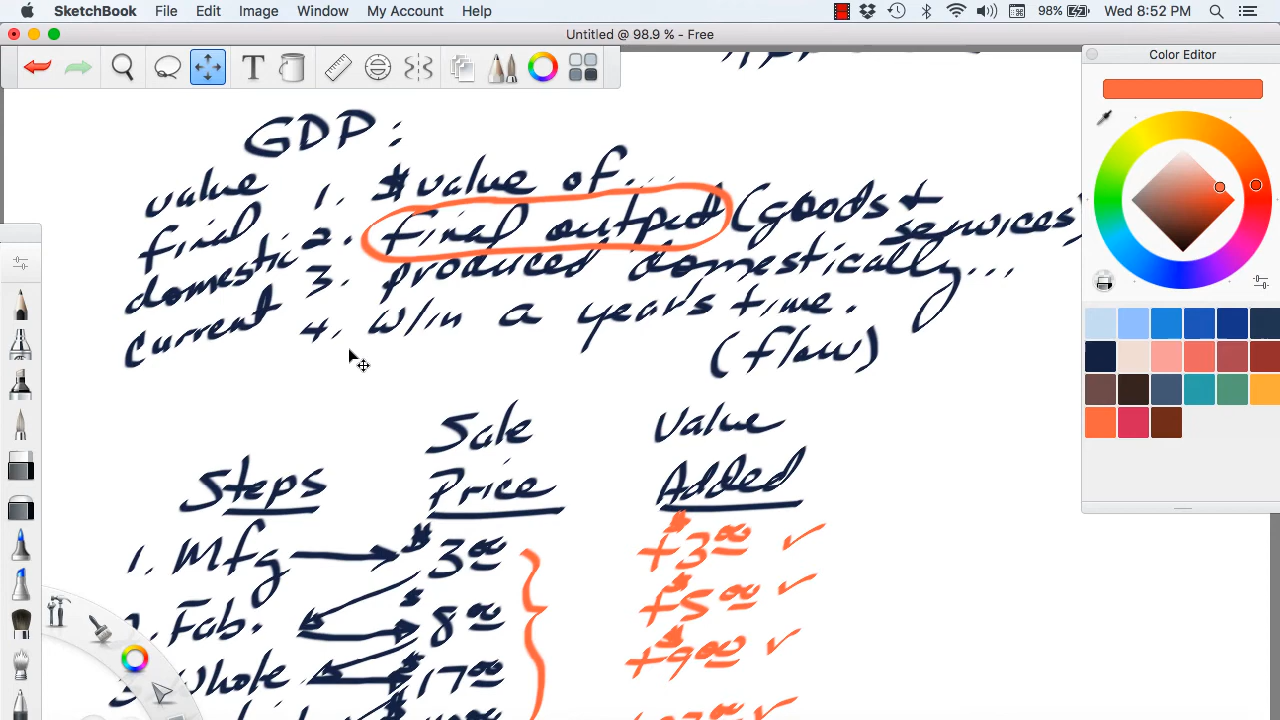 SketchBook File Edit Image Window My Account Help 98% Wed 8:52 PM
Untitled @ 98.9 % - Free
Color Editor
GDP:
value 1. $ value of...
final 2. final output (goods + services)
domestic 3. produced domestically...
current 4. w/in a year's time.
(flow)
Steps Sale Price Value Added
1. Mfg $3.00 +$3.00 ✓
2. Fab. $8.00 +$5.00 ✓
3. Whole $17.00 +$9.00 ✓